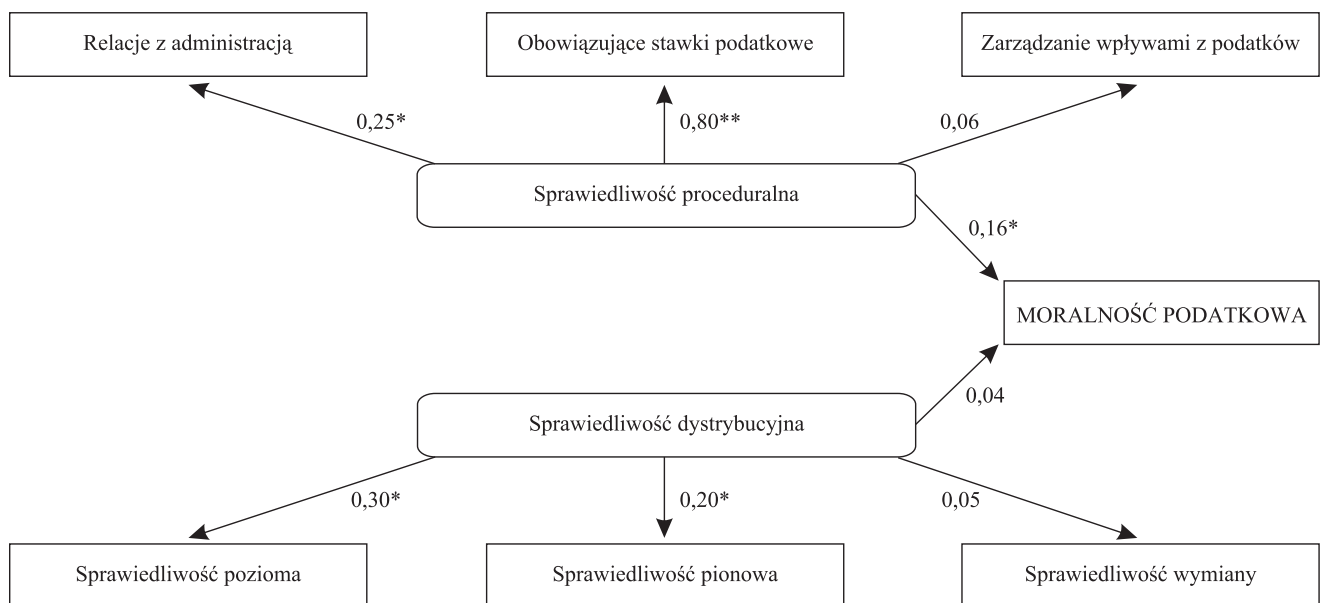 Relacje z administracją
Obowiązujące stawki podatkowe
Zarządzanie wpływami z podatków
0,25*
0,80**
0,06
Sprawiedliwość proceduralna
0,16*
MORALNOŚĆ PODATKOWA
0,04
Sprawiedliwość dystrybucyjna
0,30*
0,20*
0,05
Sprawiedliwość pozioma
Sprawiedliwość pionowa
Sprawiedliwość wymiany